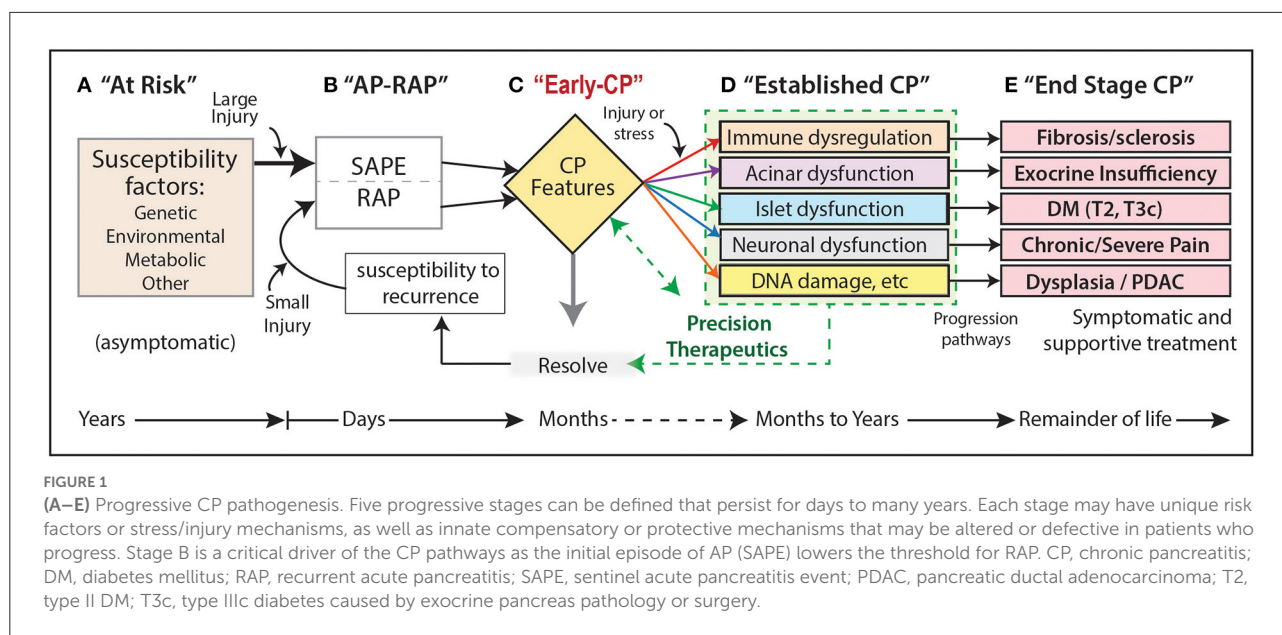 A "At Risk"
B "AP-RAP"
C "Early-CP"
D "Established CP"
E "End Stage CP"
Large
Injury
Susceptibility
factors:
Genetic
Environmental
Metabolic
Other
(asymptomatic)
SAPE
RAP
Small
Injury
susceptibility to
recurrence
CP
Features
Resolve
Injury or
stress
Precision
Therapeutics
Immune dysregulation
Acinar dysfunction
Islet dysfunction
Neuronal dysfunction
DNA damage, etc
Progression
pathways
Fibrosis/sclerosis
Exocrine Insufficiency
DM (T2, T3c)
Chronic/Severe Pain
Dysplasia / PDAC
Symptomatic and
supportive treatment
Years
Days
Months
Months to Years
Remainder of life
FIGURE 1
(A–E) Progressive CP pathogenesis. Five progressive stages can be defined that persist for days to many years. Each stage may have unique risk
factors or stress/injury mechanisms, as well as innate compensatory or protective mechanisms that may be altered or defective in patients who
progress. Stage B is a critical driver of the CP pathways as the initial episode of AP (SAPE) lowers the threshold for RAP. CP, chronic pancreatitis;
DM, diabetes mellitus; RAP, recurrent acute pancreatitis; SAPE, sentinel acute pancreatitis event; PDAC, pancreatic ductal adenocarcinoma; T2,
type II DM; T3c, type IIIc diabetes caused by exocrine pancreas pathology or surgery.